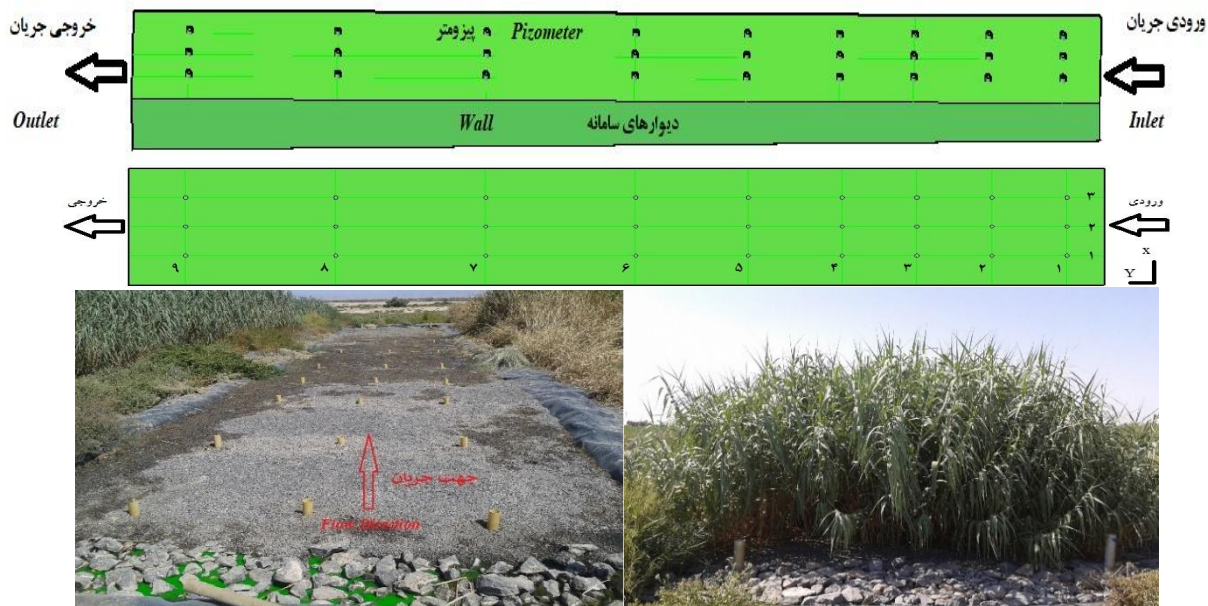 خروجی جریان
پیزومتر Pizometer
ورودی جریان
Outlet
Wall
دیوارهای سامانه
Inlet
خروجی
ورودی
۳
۲
۱
۹ ۸ ۷ ۶ ۵ ۴ ۳ ۲ ۱
x
Y
جهت جریان
Flow Direction